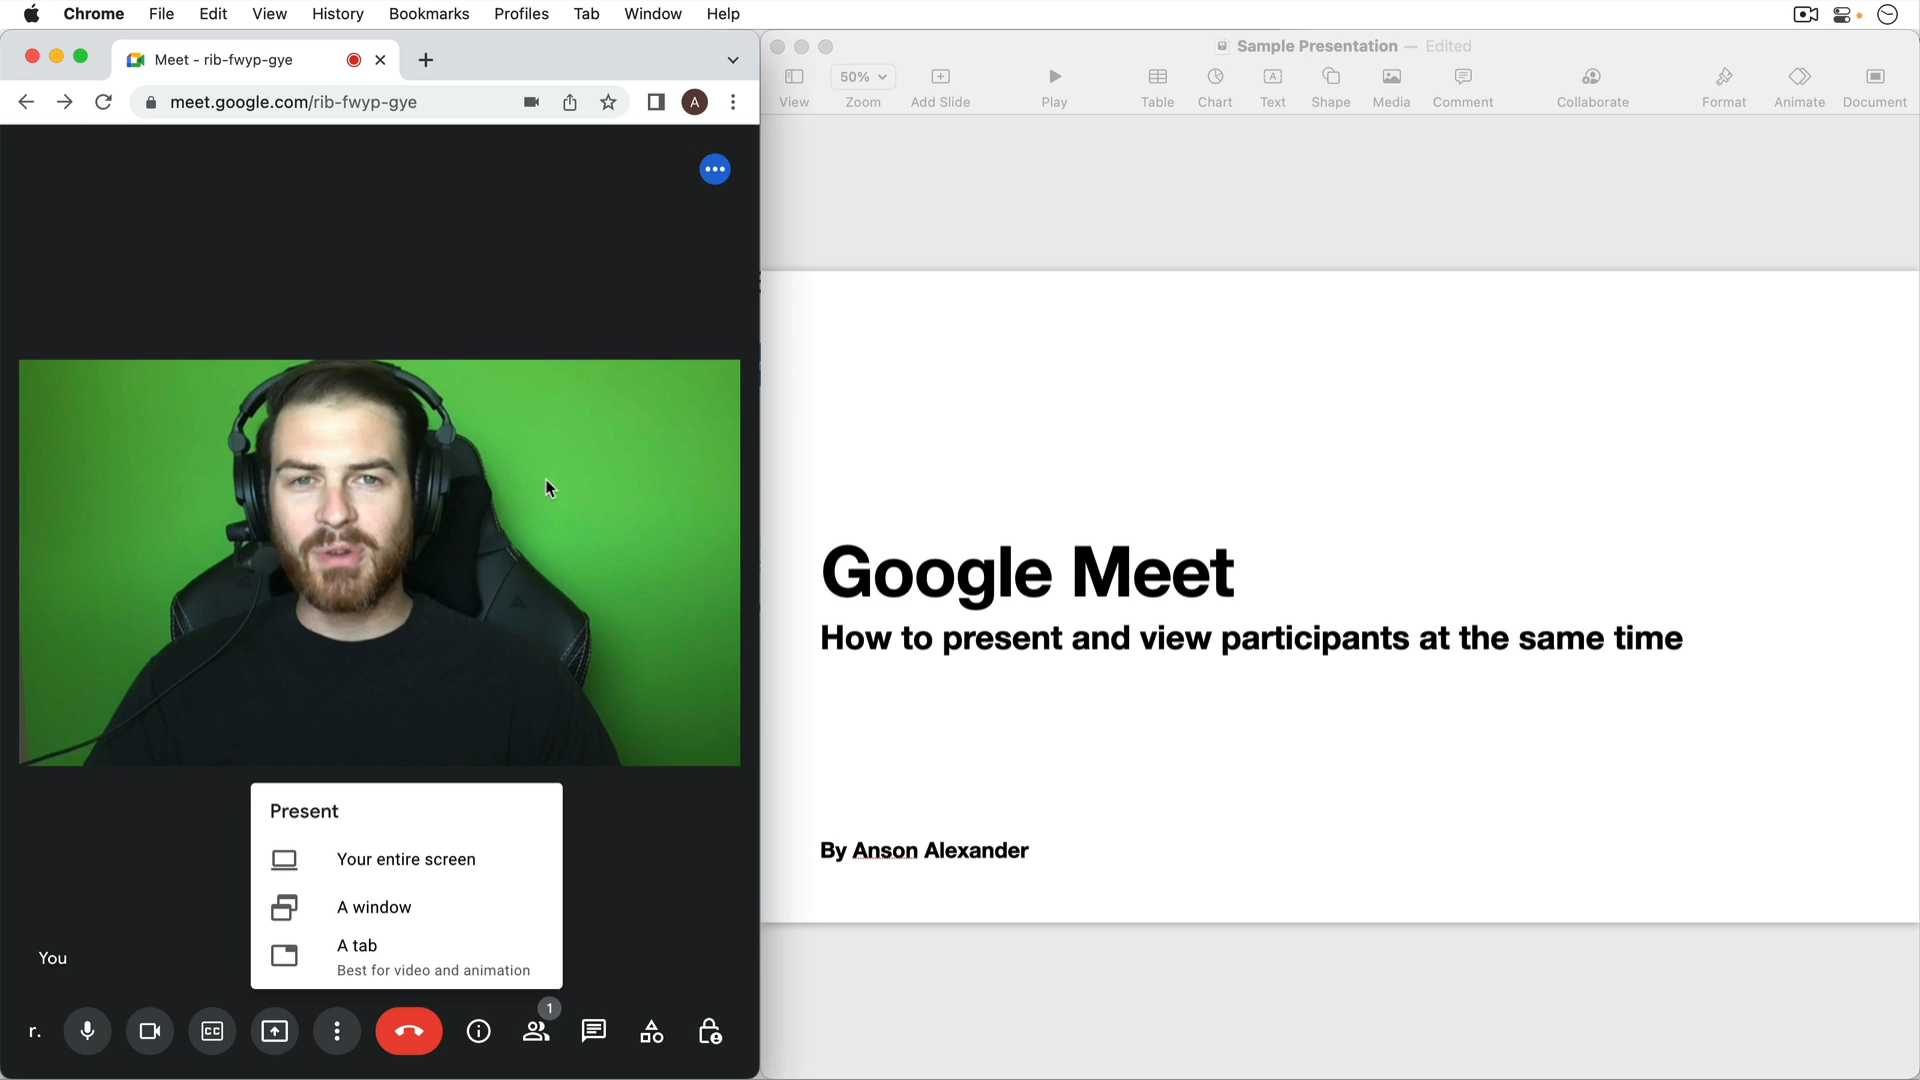 Chrome File Edit View History Bookmarks Profiles Tab Window Help
Meet - rib-fwyp-gye
meet.google.com/rib-fwyp-gye
A
Sample Presentation — Edited
50%
View Zoom Add Slide Play Table Chart Text Shape Media Comment Collaborate Format Animate Document
Google Meet
How to present and view participants at the same time
By Anson Alexander
Present
Your entire screen
A window
A tab
Best for video and animation
You
1
r.
CC